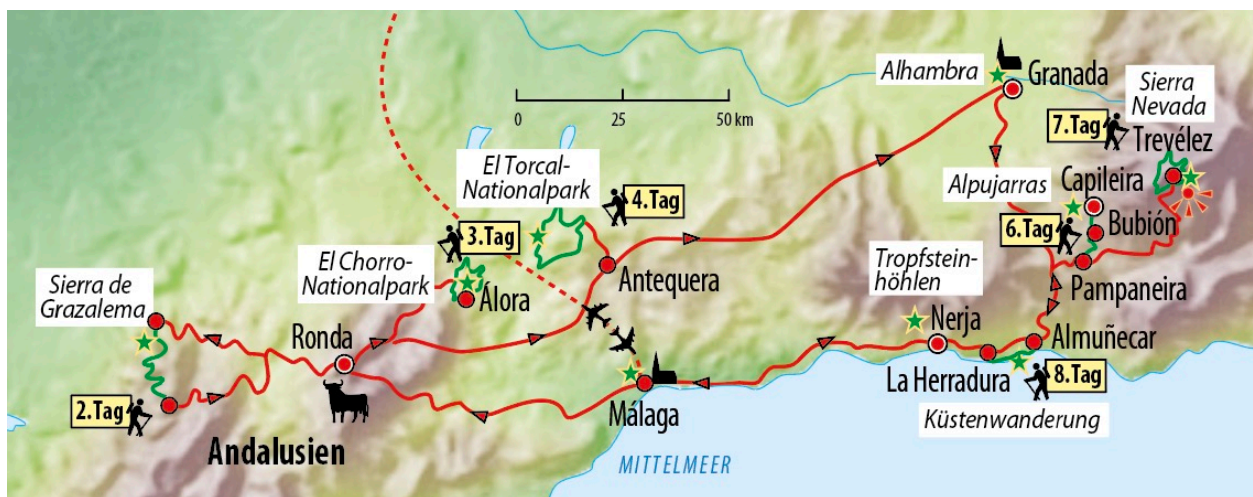 Alhambra
Granada
Sierra
Nevada
0
25
50 km
7.Tag
Trevélez
El Torcal-
Nationalpark
4.Tag
Alpujarras
Capileira
3.Tag
6.Tag
Bubión
El Chorro-
Nationalpark
Álora
Antequera
Tropfstein-
höhlen
Pampaneira
Sierra de
Grazalema
Ronda
Nerja
Almuñecar
La Herradura
8.Tag
2.Tag
Málaga
Küstenwanderung
Andalusien
MITTELMEER